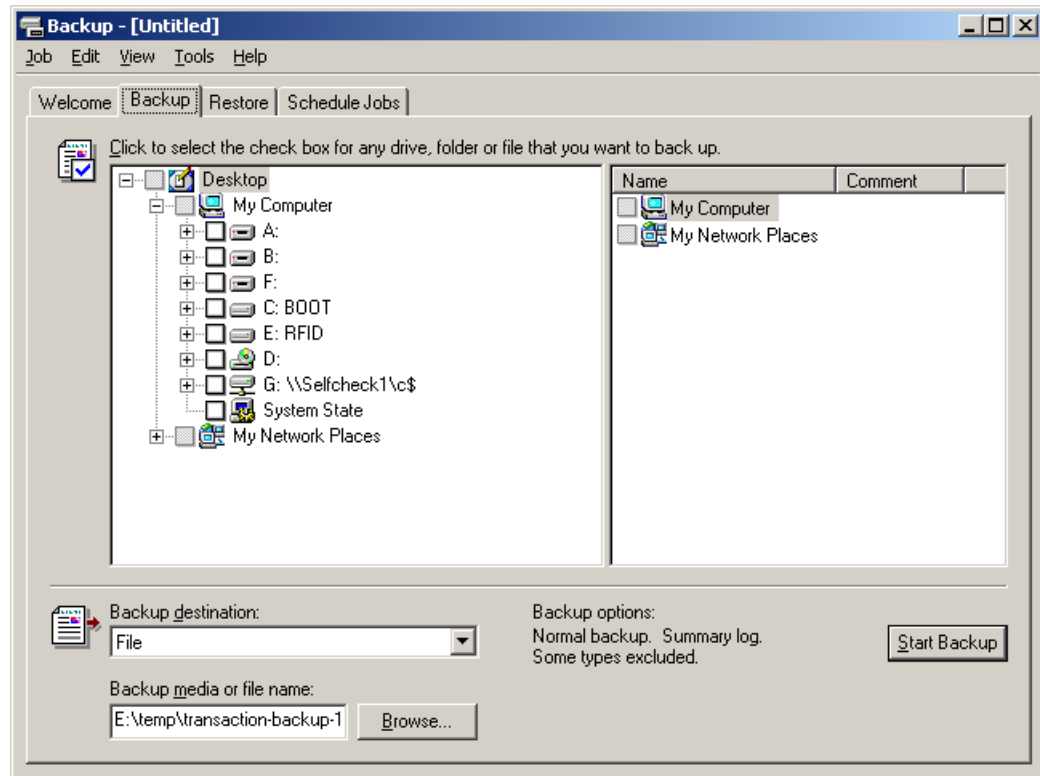 Backup - [Untitled]
Job Edit View Tools Help
Welcome Backup Restore Schedule Jobs
Click to select the check box for any drive, folder or file that you want to back up.
Desktop
My Computer
A:
B:
F:
C: BOOT
E: RFID
D:
G: \\Selfcheck1\c$
System State
My Network Places
Name Comment
My Computer
My Network Places
Backup destination:
File
Backup media or file name:
E:\temp\transaction-backup-1
Browse...
Backup options:
Normal backup. Summary log.
Some types excluded.
Start Backup